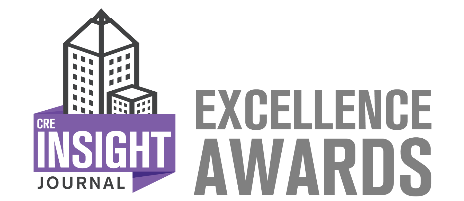 CRE
INSIGHT
JOURNAL
EXCELLENCE
AWARDS